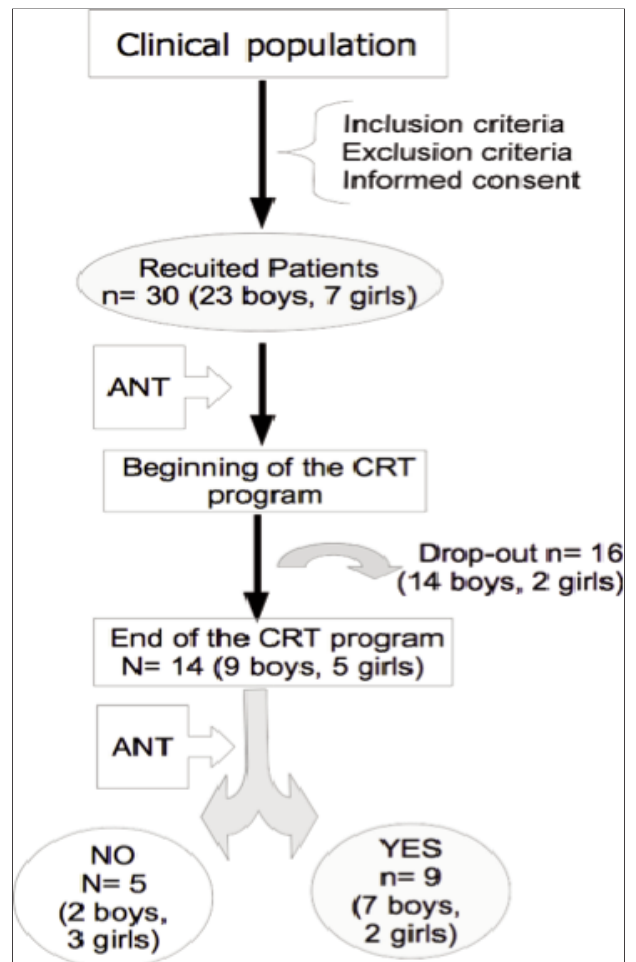 Clinical population
Inclusion criteria
Exclusion criteria
Informed consent
Recuited Patients
n= 30 (23 boys, 7 girls)
ANT
Beginning of the CRT
program
Drop-out n= 16
(14 boys, 2 girls)
End of the CRT program
N= 14 (9 boys, 5 girls)
ANT
NO
N= 5
(2 boys,
3 girls)
YES
n= 9
(7 boys,
2 girls)